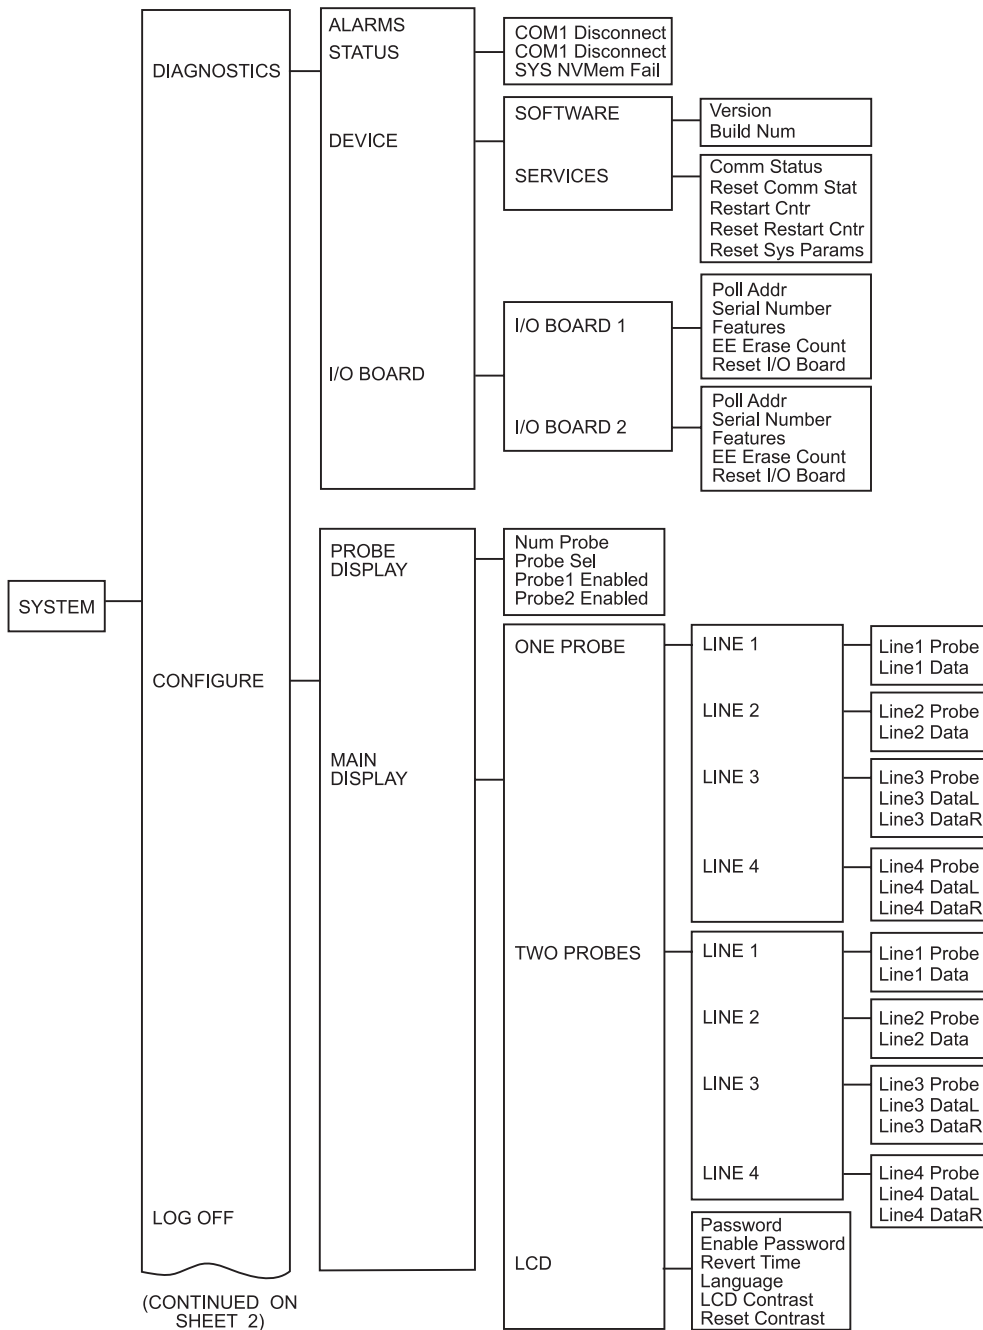 SYSTEM
DIAGNOSTICS
ALARMS
STATUS
COM1 Disconnect
COM1 Disconnect
SYS NVMem Fail
DEVICE
SOFTWARE
Version
Build Num
SERVICES
Comm Status
Reset Comm Stat
Restart Cntr
Reset Restart Cntr
Reset Sys Params
I/O BOARD
I/O BOARD 1
Poll Addr
Serial Number
Features
EE Erase Count
Reset I/O Board
I/O BOARD 2
Poll Addr
Serial Number
Features
EE Erase Count
Reset I/O Board
CONFIGURE
PROBE
DISPLAY
Num Probe
Probe Sel
Probe1 Enabled
Probe2 Enabled
MAIN
DISPLAY
ONE PROBE
LINE 1
Line1 Probe
Line1 Data
LINE 2
Line2 Probe
Line2 Data
LINE 3
Line3 Probe
Line3 DataL
Line3 DataR
LINE 4
Line4 Probe
Line4 DataL
Line4 DataR
TWO PROBES
LINE 1
Line1 Probe
Line1 Data
LINE 2
Line2 Probe
Line2 Data
LINE 3
Line3 Probe
Line3 DataL
Line3 DataR
LINE 4
Line4 Probe
Line4 DataL
Line4 DataR
LCD
Password
Enable Password
Revert Time
Language
LCD Contrast
Reset Contrast
LOG OFF
(CONTINUED ON
SHEET 2)